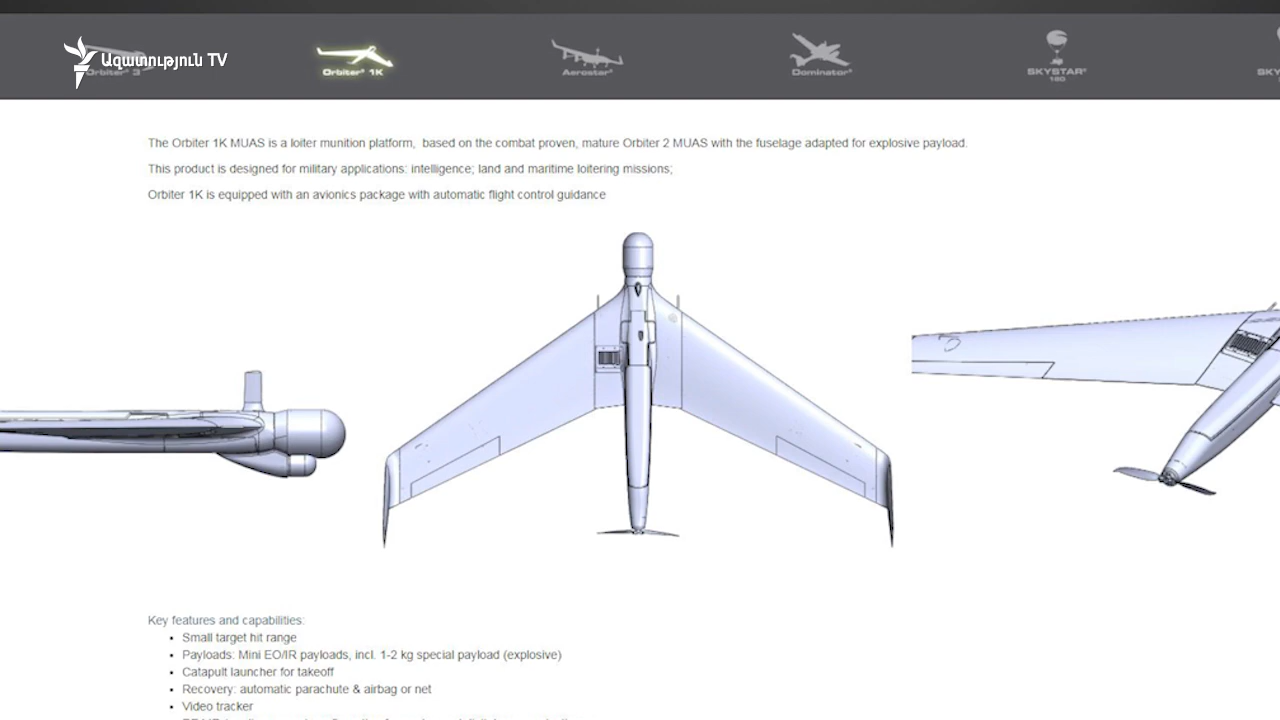 Ազատություն TV
Orbiter® 3
Orbiter® 1K
Aerostar®
Dominator®
SKYSTAR®
180
SKY
The Orbiter 1K MUAS is a loiter munition platform, based on the combat proven, mature Orbiter 2 MUAS with the fuselage adapted for explosive payload.
This product is designed for military applications: intelligence; land and maritime loitering missions;
Orbiter 1K is equipped with an avionics package with automatic flight control guidance
Key features and capabilities:
• Small target hit range
• Payloads: Mini EO/IR payloads, incl. 1-2 kg special payload (explosive)
• Catapult launcher for takeoff
• Recovery: automatic parachute & airbag or net
• Video tracker